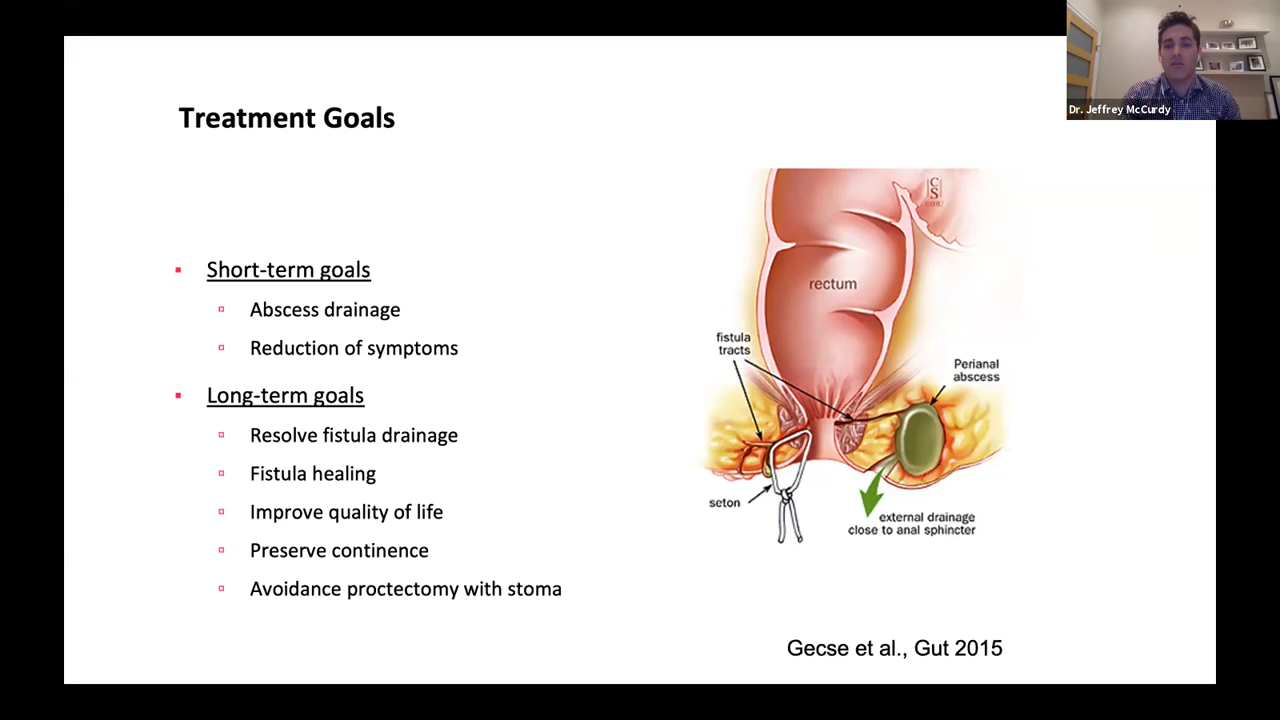 Dr. Jeffrey McCurdy
Treatment Goals
Short-term goals
Abscess drainage
Reduction of symptoms
Long-term goals
Resolve fistula drainage
Fistula healing
Improve quality of life
Preserve continence
Avoidance proctectomy with stoma
C
S
rectum
fistula
tracts
Perianal
abscess
seton
external drainage
close to anal sphincter
Gecse et al., Gut 2015